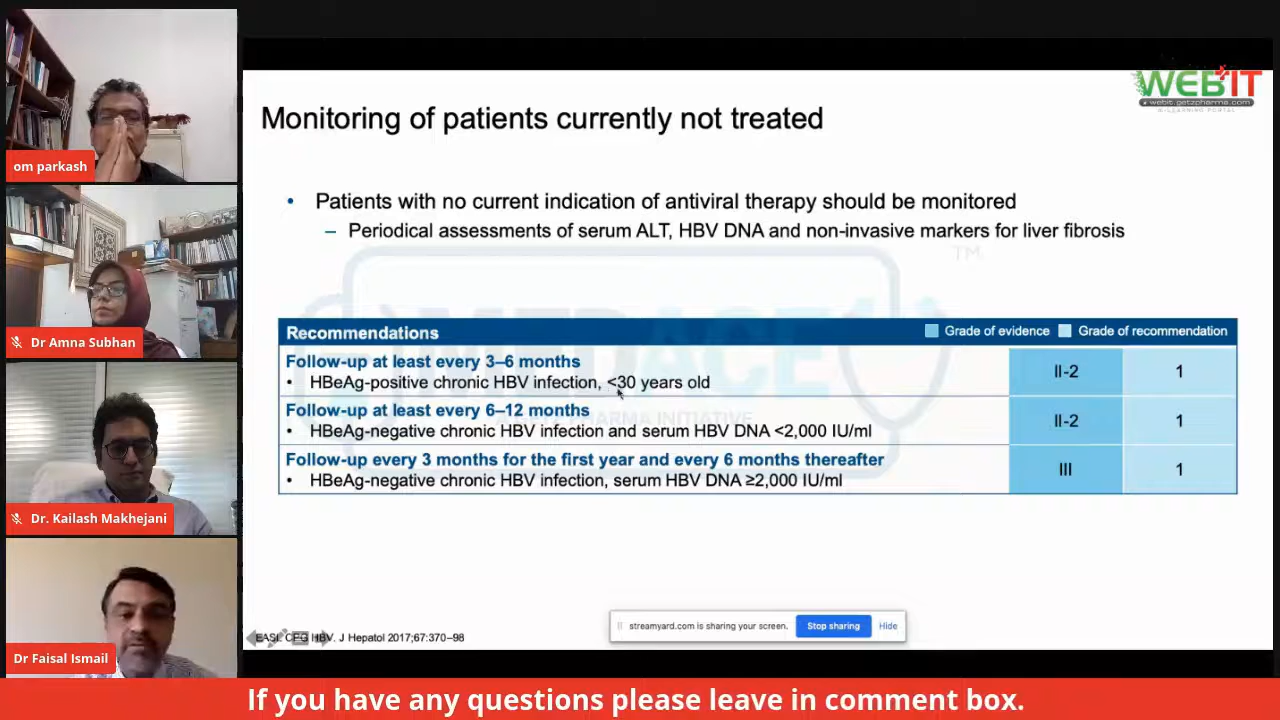 om parkash
Dr Amna Subhan
Dr. Kailash Makhejani
Dr Faisal Ismail
WEBIT
webit.getzpharma.com
Monitoring of patients currently not treated
• Patients with no current indication of antiviral therapy should be monitored
– Periodical assessments of serum ALT, HBV DNA and non-invasive markers for liver fibrosis
TM
Recommendations Grade of evidence Grade of recommendation
Follow-up at least every 3–6 months
• HBeAg-positive chronic HBV infection, <30 years old II-2 1
Follow-up at least every 6–12 months
• HBeAg-negative chronic HBV infection and serum HBV DNA <2,000 IU/ml II-2 1
Follow-up every 3 months for the first year and every 6 months thereafter
• HBeAg-negative chronic HBV infection, serum HBV DNA ≥2,000 IU/ml III 1
streamyard.com is sharing your screen. Stop sharing Hide
EASL CPG HBV. J Hepatol 2017;67:370–98
If you have any questions please leave in comment box.